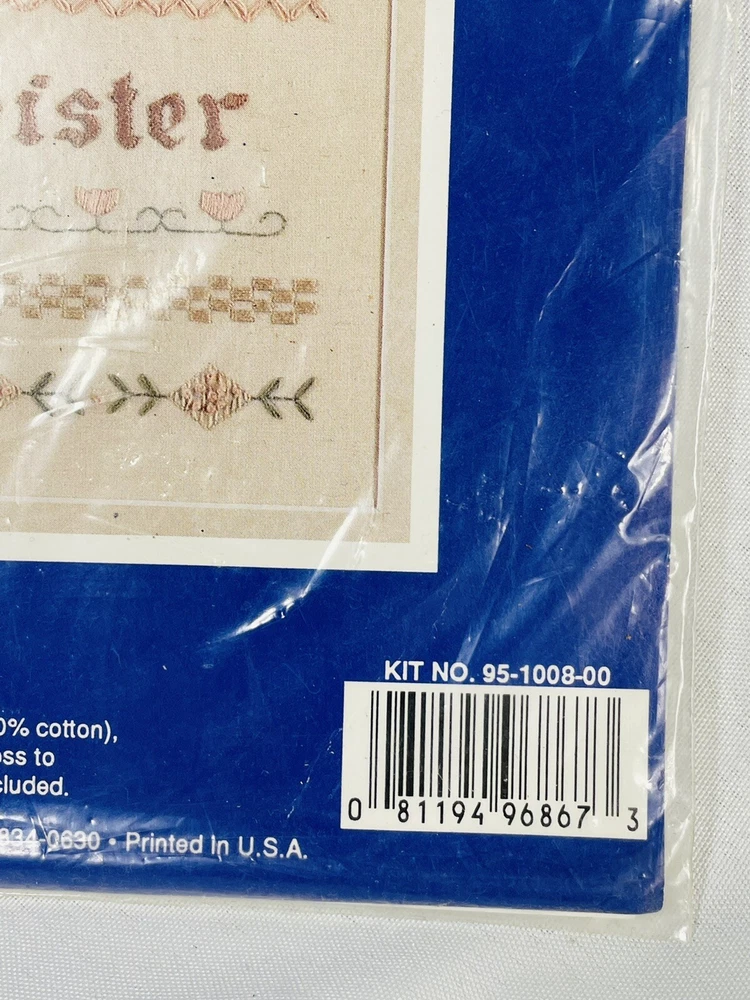 ister
KIT NO. 95-1008-00
0% cotton),
oss to
cluded.
0 81194 96867 3
834-0630 • Printed in U.S.A.